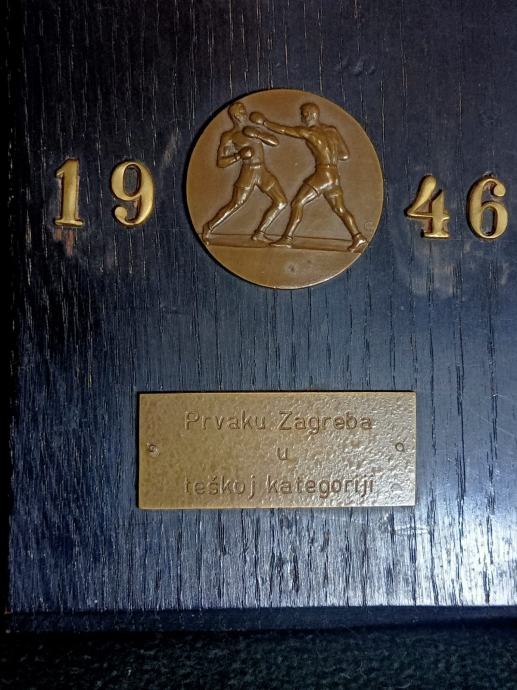 19 46
Prvaku Zagreba
u
teškoj kategoriji